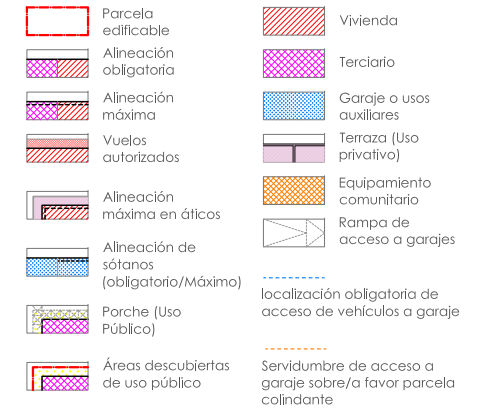 Parcela
edificable
Alineación
obligatoria
Alineación
máxima
Vuelos
autorizados
Alineación
máxima en áticos
Alineación de
sótanos
(obligatorio/Máximo)
Porche (Uso
Público)
Áreas descubiertas
de uso público
Vivienda
Terciario
Garaje o usos
auxiliares
Terraza (Uso
privativo)
Equipamiento
comunitario
Rampa de
acceso a garajes
localización obligatoria de
acceso de vehículos a garaje
Servidumbre de acceso a
garaje sobre/a favor parcela
colindante